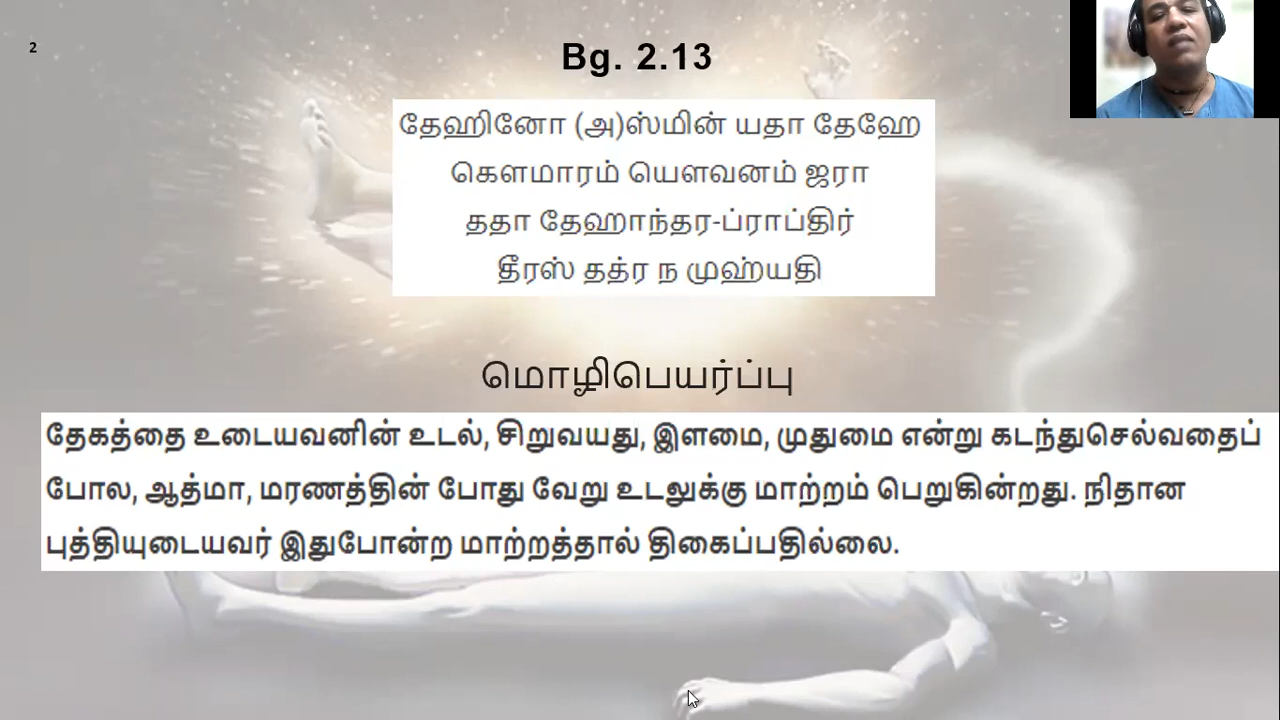 2
Bg. 2.13
தேஹினோ (அ)ஸ்மின் யதா தேஹே
கௌமாரம் யௌவனம் ஜரா
ததா தேஹாந்தர-ப்ராப்திர்
தீரஸ் தத்ர ந முஹ்யதி
மொழிபெயர்ப்பு
தேகத்தை உடையவனின் உடல், சிறுவயது, இளமை, முதுமை என்று கடந்துசெல்வதைப்
போல, ஆத்மா, மரணத்தின் போது வேறு உடலுக்கு மாற்றம் பெறுகின்றது. நிதான
புத்தியுடையவர் இதுபோன்ற மாற்றத்தால் திகைப்பதில்லை.